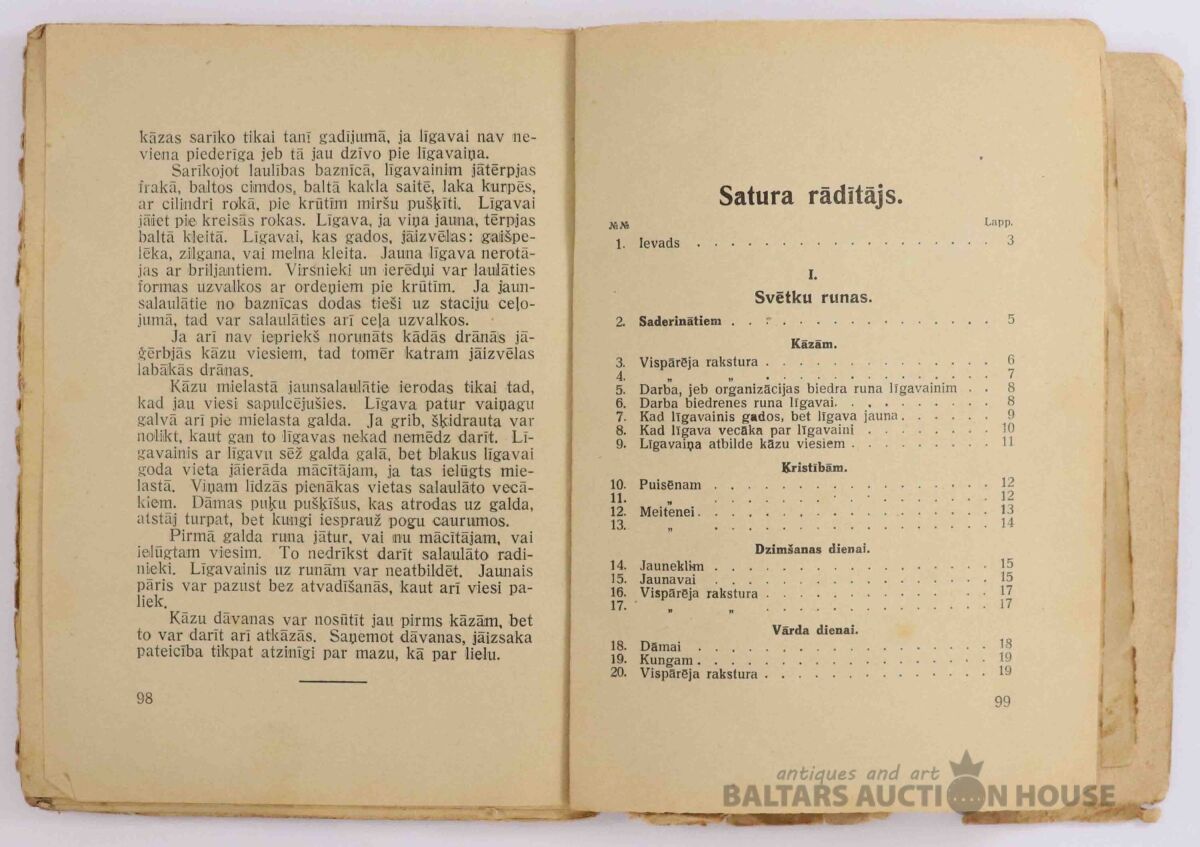 kāzas sarīko tikai tanī gadījumā, ja līgavai nav ne-
viena piederīga jeb tā jau dzīvo pie līgavaiņa.
Sarīkojot laulības baznīcā, līgavainim jātērpjas
frakā, baltos cimdos, baltā kakla saitē, laka kurpēs,
ar cilindri rokā, pie krūtīm miršu pušķīti. Līgavai
jāiet pie kreisās rokas. Līgava, ja viņa jauna, tērpjas
baltā kleitā. Līgavai, kas gados, jāizvēlas: gaišpe-
lēka, zilgana, vai melna kleita. Jauna līgava nerotā-
jas ar briljantiem. Virsnieki un ierēdņi var laulāties
formas uzvalkos ar ordeņiem pie krūtīm. Ja jaun-
salaulātie no baznīcas dodas tieši uz staciju ceļo-
jumā, tad var salaulāties arī ceļa uzvalkos.
Ja arī nav iepriekš norunāts kādās drānās jā-
ģērbjās kāzu viesiem, tad tomēr katram jāizvēlas
labākās drānas.
Kāzu mielastā jaunsalaulātie ierodas tikai tad,
kad jau viesi sapulcējušies. Līgava patur vaiņagu
galvā arī pie mielasta galda. Ja grib, šķidrauta var
nolikt, kaut gan to līgavas nekad nemēdz darīt. Lī-
gavainis ar līgavu sēž galda galā, bet blakus līgavai
goda vieta jāierāda mācītājam, ja tas ielūgts mie-
lastā. Viņam līdzās pienākas vietas salaulāto vecā-
kiem. Dāmas puķu pušķīšus, kas atrodas uz galda,
atstāj turpat, bet kungi iesprauž pogu caurumos.
Pirmā galda runa jātur, vai nu mācītājam, vai
ielūgtam viesim. To nedrīkst darīt salaulāto radi-
nieki. Līgavainis uz runām var neatbildēt. Jaunais
pāris var pazust bez atvadīšanās, kaut arī viesi pa-
liek.
Kāzu dāvanas var nosūtīt jau pirms kāzām, bet
to var darīt arī atkāzās. Saņemot dāvanas, jāizsaka
pateicība tikpat atzinīgi par mazu, kā par lielu.
98
Satura rādītājs.
№№ Lapp.
1. Ievads . . . . . . . . . . . . . . . . . . 3
I.
Svētku runas.
2. Saderinātiem . . . . . . . . . . . . . . . 5
Kāzām.
3. Vispārēja rakstura . . . . . . . . . . . . . 6
4. „ „ . . . . . . . . . . . . . 7
5. Darba, jeb organizācijas biedra runa līgavainim . . 8
6. Darba biedrenes runa līgavai. . . . . . . . . 8
7. Kad līgavainis gados, bet līgava jauna . . . . . 9
8. Kad līgava vecāka par līgavaini . . . . . . . 10
9. Līgavaiņa atbilde kāzu viesiem . . . . . . . . 11
Kristībām.
10. Puisēnam . . . . . . . . . . . . . . . . 12
11. „ . . . . . . . . . . . . . . . . 12
12. Meitenei . . . . . . . . . . . . . . . . . 13
13. „ . . . . . . . . . . . . . . . . 14
Dzimšanas dienai.
14. Jauneklim . . . . . . . . . . . . . . . . 15
15. Jaunavai . . . . . . . . . . . . . . . . 15
16. Vispārēja rakstura . . . . . . . . . . . . . 17
17. „ „ . . . . . . . . . . . . . 17
Vārda dienai.
18. Dāmai . . . . . . . . . . . . . . . . . 18
19. Kungam . . . . . . . . . . . . . . . . . 19
20. Vispārēja rakstura . . . . . . . . . . . . . 19
99
antiques and art
BALTARS AUCTION HOUSE